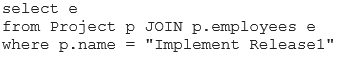 select e
from Project p JOIN p.employees e
where p.name = "Implement Release1"